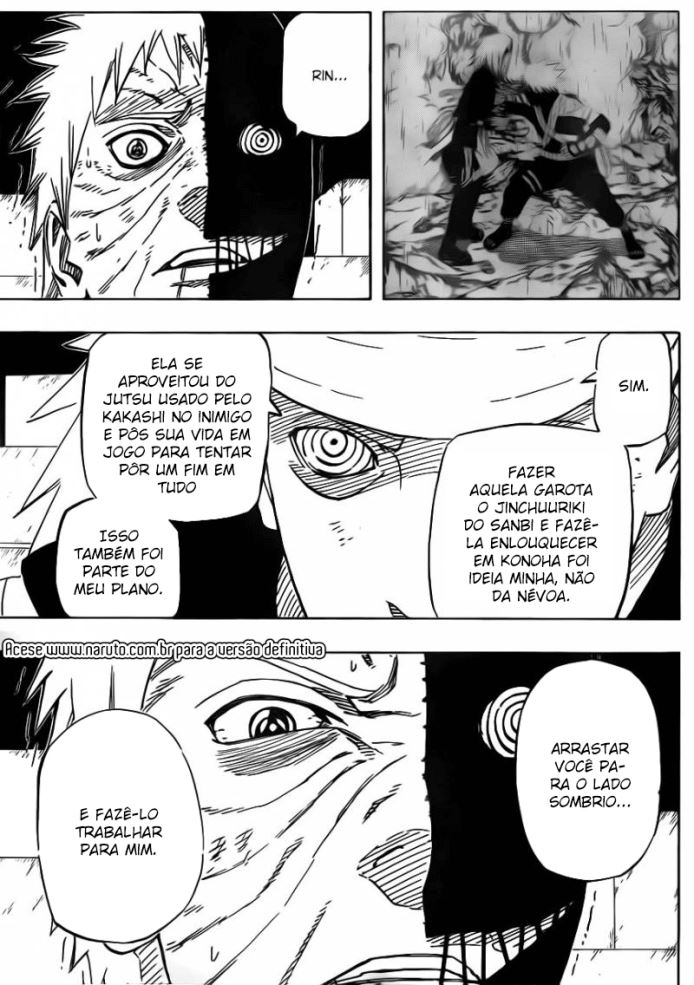 RIN...
SIM.
FAZER
AQUELA GAROTA
O JINCHUURIKI
DO SANBI E FAZÊ-
LA ENLOUQUECER
EM KONOHA FOI
IDEIA MINHA, NÃO
DA NÉVOA.
ELA SE
APROVEITOU DO
JUTSU USADO PELO
KAKASHI NO INIMIGO
E PÔS SUA VIDA EM
JOGO PARA TENTAR
PÔR UM FIM EM
TUDO
ISSO
TAMBÉM FOI
PARTE DO
MEU PLANO.
Acese www.naruto.com.br para a versão definitiva
ARRASTAR
VOCÊ PA-
RA O LADO
SOMBRIO...
E FAZÊ-LO
TRABALHAR
PARA MIM.